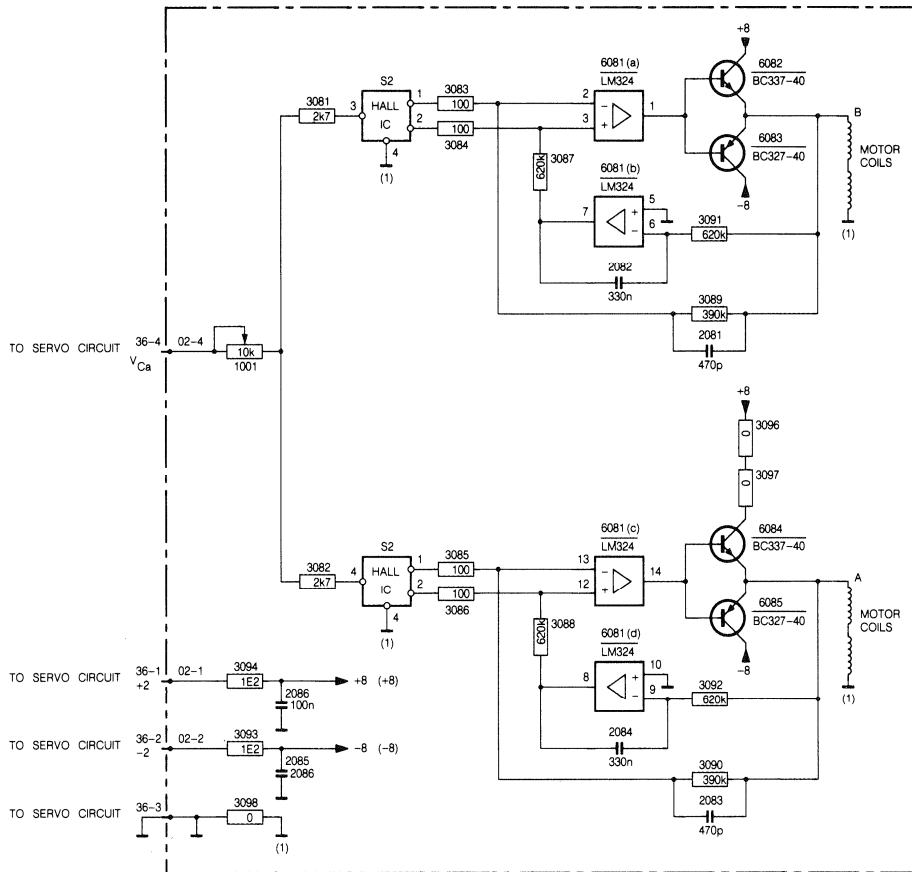 +8
6081 (a)
LM324
6082
BC337-40
S2
3083
100
3081
2k7
3
HALL
IC
1
2
4
(1)
100
3084
2
3
−
+
1
B
6083
BC327-40
-8
MOTOR
COILS
(1)
3087
620k
6081 (b)
LM324
7
+
−
5
6
3091
620k
2082
330n
3089
390k
2081
470p
TO SERVO CIRCUIT
36-4
VCa
02-4
10k
1001
+8
0
3096
0
3097
6081 (c)
LM324
6084
BC337-40
S2
3085
100
3082
2k7
4
HALL
IC
1
2
4
(1)
100
3086
13
12
−
+
14
A
6085
BC327-40
-8
MOTOR
COILS
(1)
3088
620k
6081 (d)
LM324
8
+
−
10
9
3092
620k
2084
330n
3090
390k
2083
470p
TO SERVO CIRCUIT
36-1
+2
02-1
3094
1E2
+8 (+8)
2086
100n
TO SERVO CIRCUIT
36-2
-2
02-2
3093
1E2
-8 (-8)
2085
2086
TO SERVO CIRCUIT
36-3
3098
0
(1)